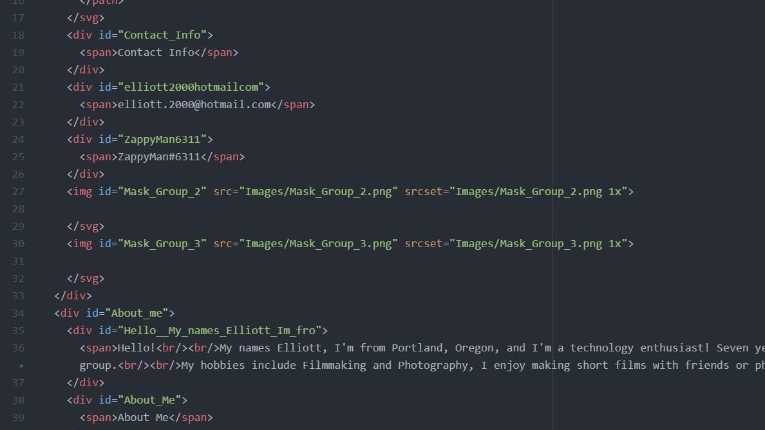 16 </path>
17 </svg>
18 <div id="Contact_Info">
19 <span>Contact Info</span>
20 </div>
21 <div id="elliott2000hotmailcom">
22 <span>elliott.2000@hotmail.com</span>
23 </div>
24 <div id="ZappyMan6311">
25 <span>ZappyMan#6311</span>
26 </div>
27 <img id="Mask_Group_2" src="Images/Mask_Group_2.png" srcset="Images/Mask_Group_2.png 1x">
28
29 </svg>
30 <img id="Mask_Group_3" src="Images/Mask_Group_3.png" srcset="Images/Mask_Group_3.png 1x">
31
32 </svg>
33 </div>
34 <div id="About_me">
35 <div id="Hello__My_names_Elliott_Im_fro">
36 <span>Hello!<br/><br/>My names Elliott, I'm from Portland, Oregon, and I'm a technology enthusiast! Seven ye
• group.<br/><br/>My hobbies include Filmmaking and Photography, I enjoy making short films with friends or ph
37 </div>
38 <div id="About_Me">
39 <span>About Me</span>